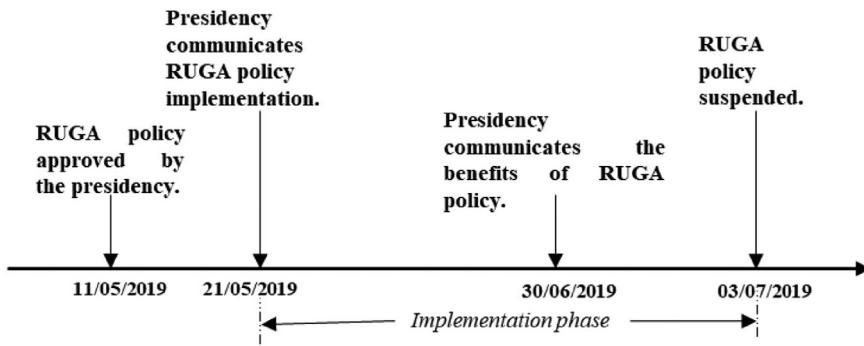 Presidency
communicates
RUGA policy
implementation.
RUGA
policy
suspended.
RUGA policy
approved by
the presidency.
Presidency
communicates the
benefits of RUGA
policy.
11/05/2019
21/05/2019
30/06/2019
03/07/2019
Implementation phase